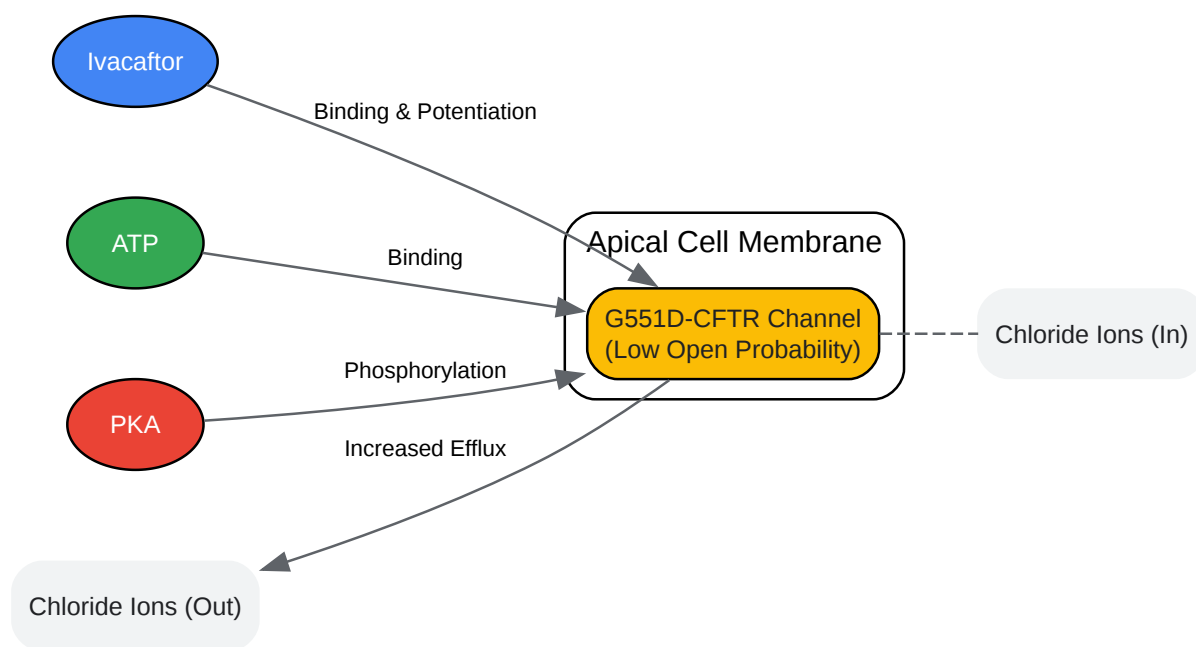 Ivacaftor
Binding & Potentiation
ATP
Binding
Apical Cell Membrane
G551D-CFTR Channel
(Low Open Probability)
Chloride Ions (In)
Phosphorylation
PKA
Increased Efflux
Chloride Ions (Out)